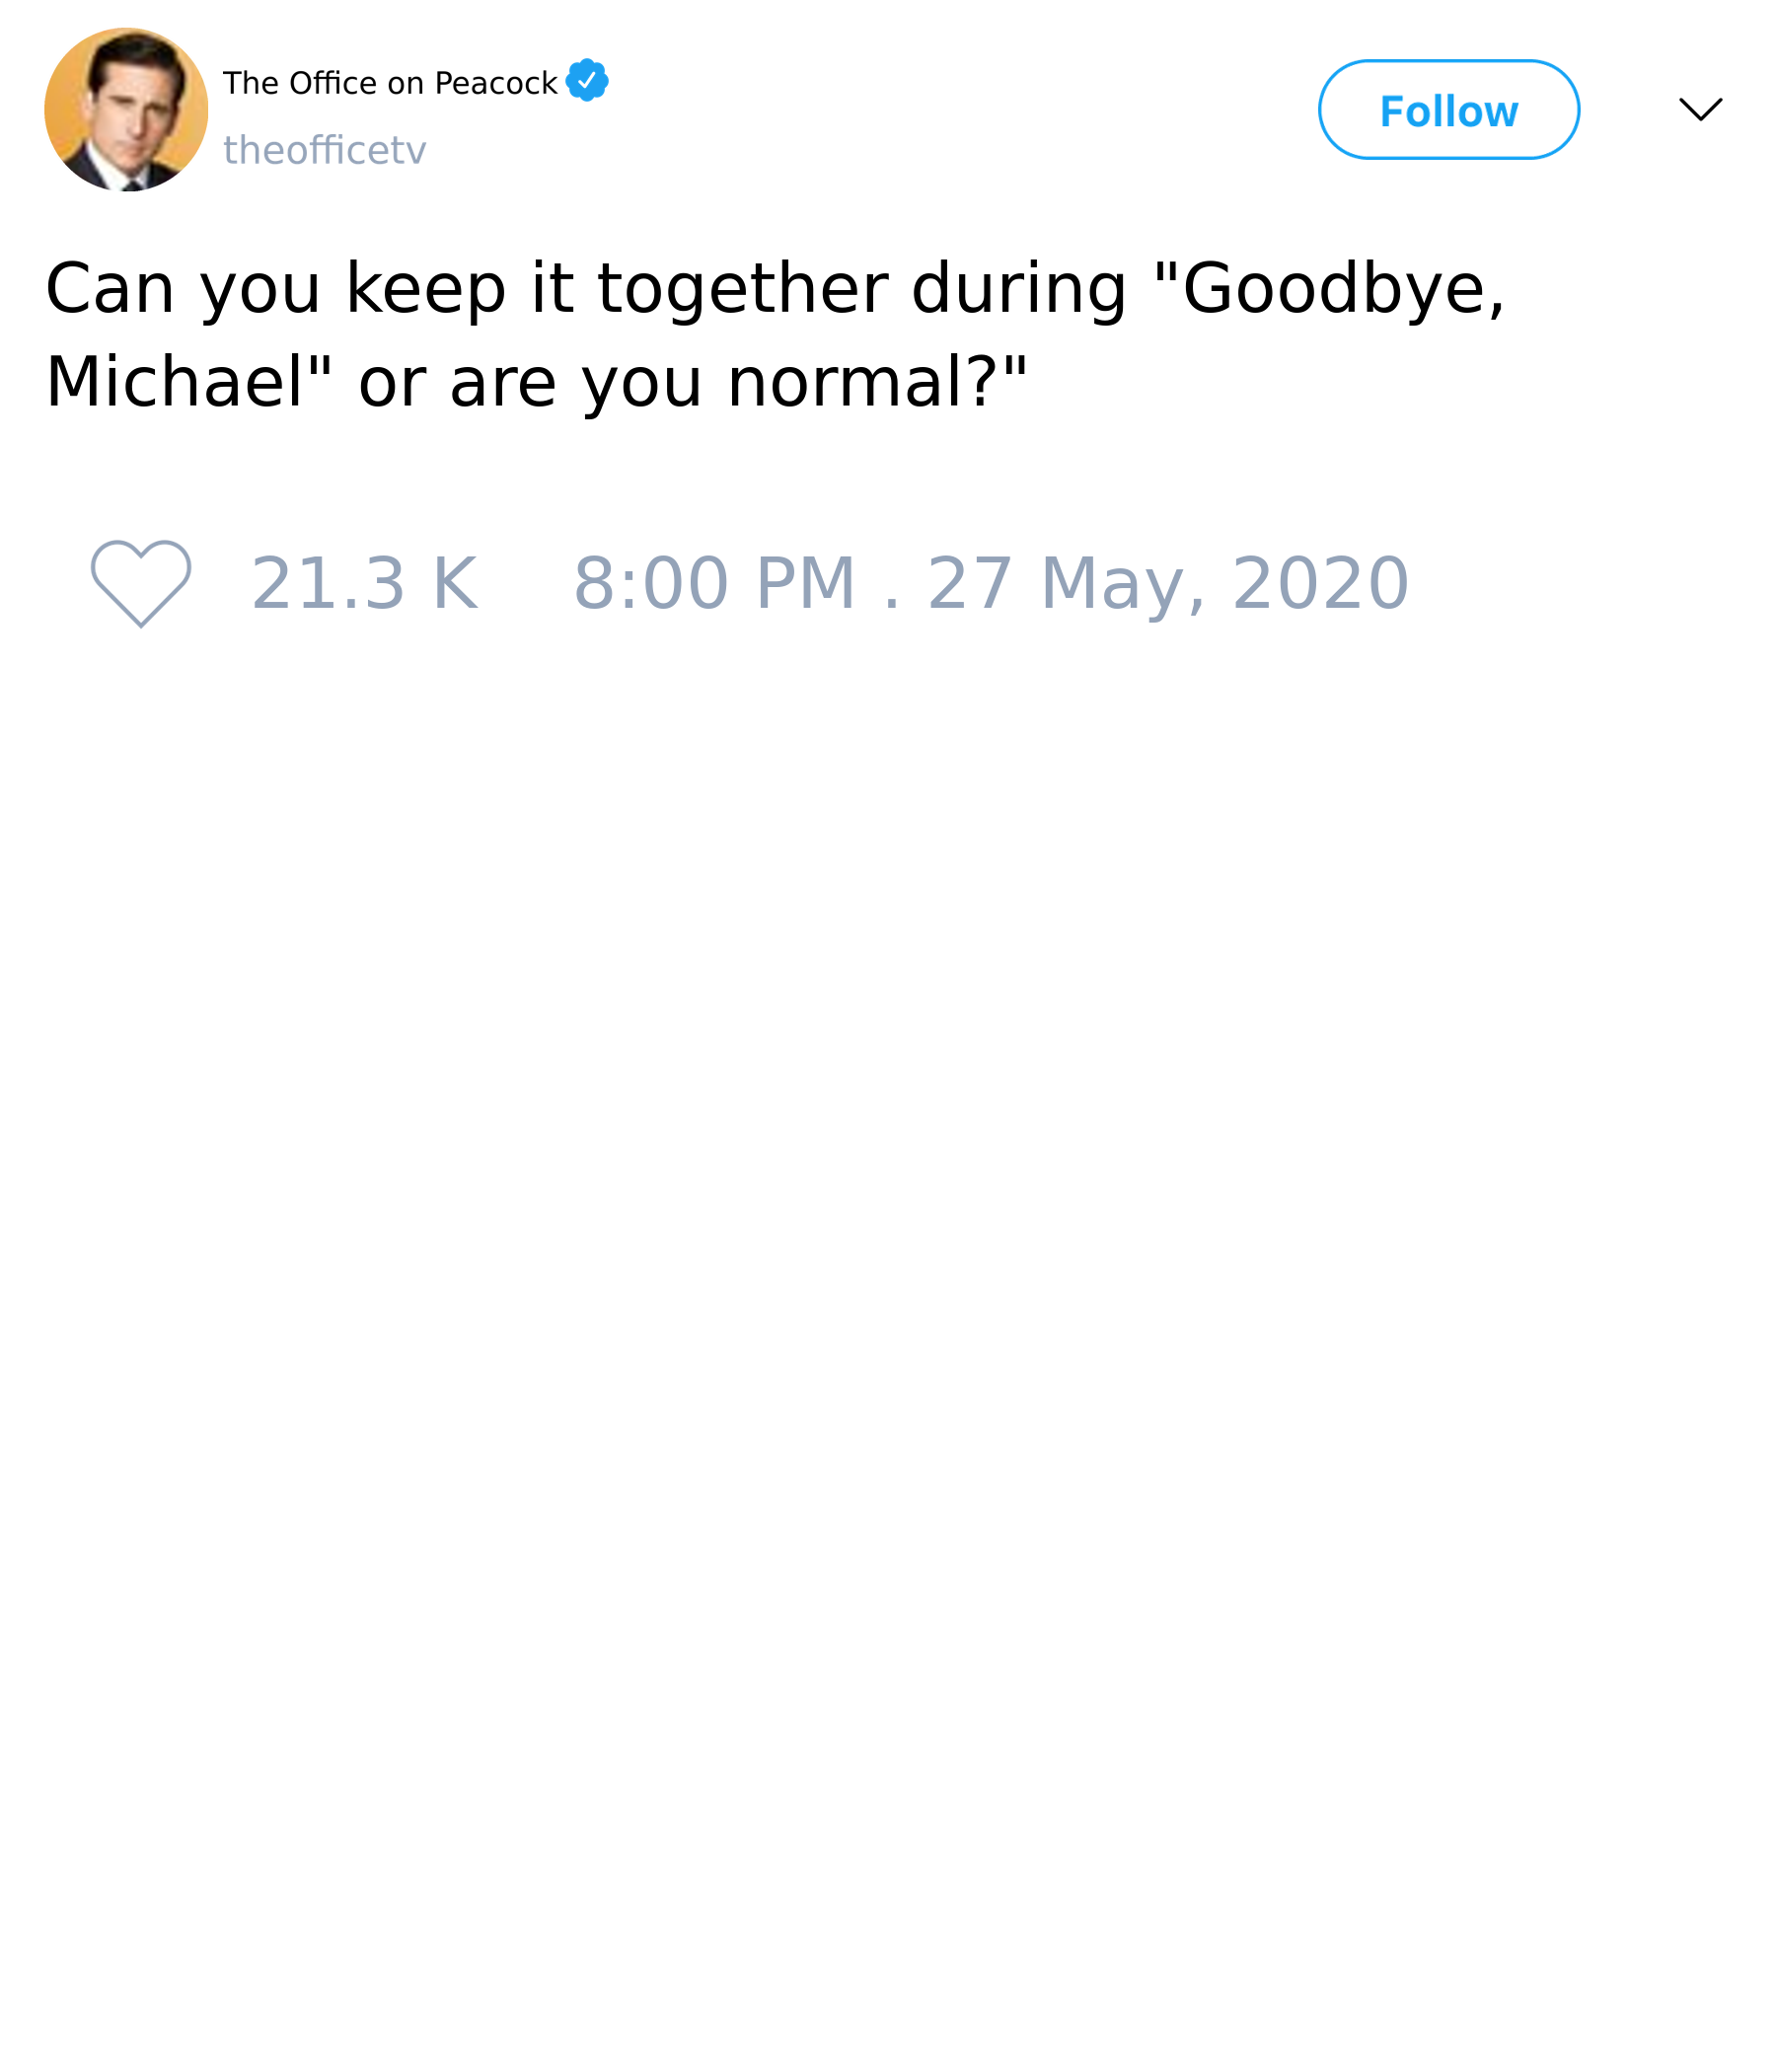 The Office on Peacock
theofficetv
Follow
Can you keep it together during "Goodbye,
Michael" or are you normal?"
21.3 K 8:00 PM . 27 May, 2020